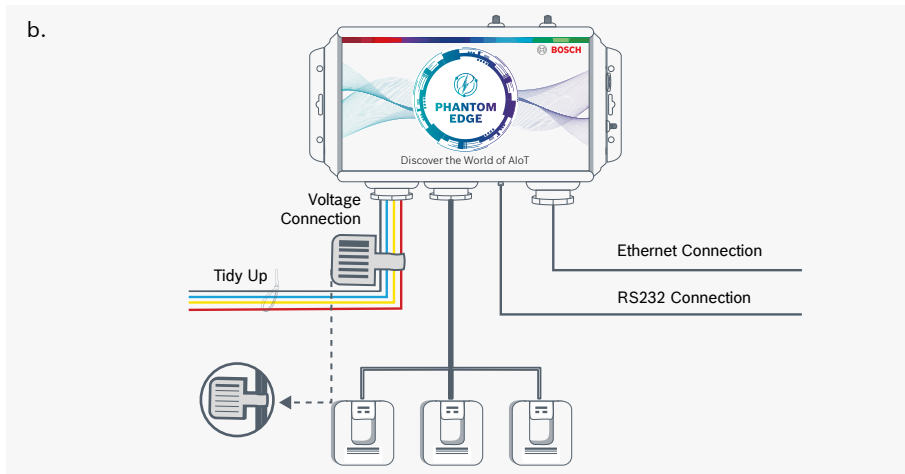 b.
BOSCH
PHANTOM
EDGE
Discover the World of AIoT
Voltage
Connection
Ethernet Connection
Tidy Up
RS232 Connection